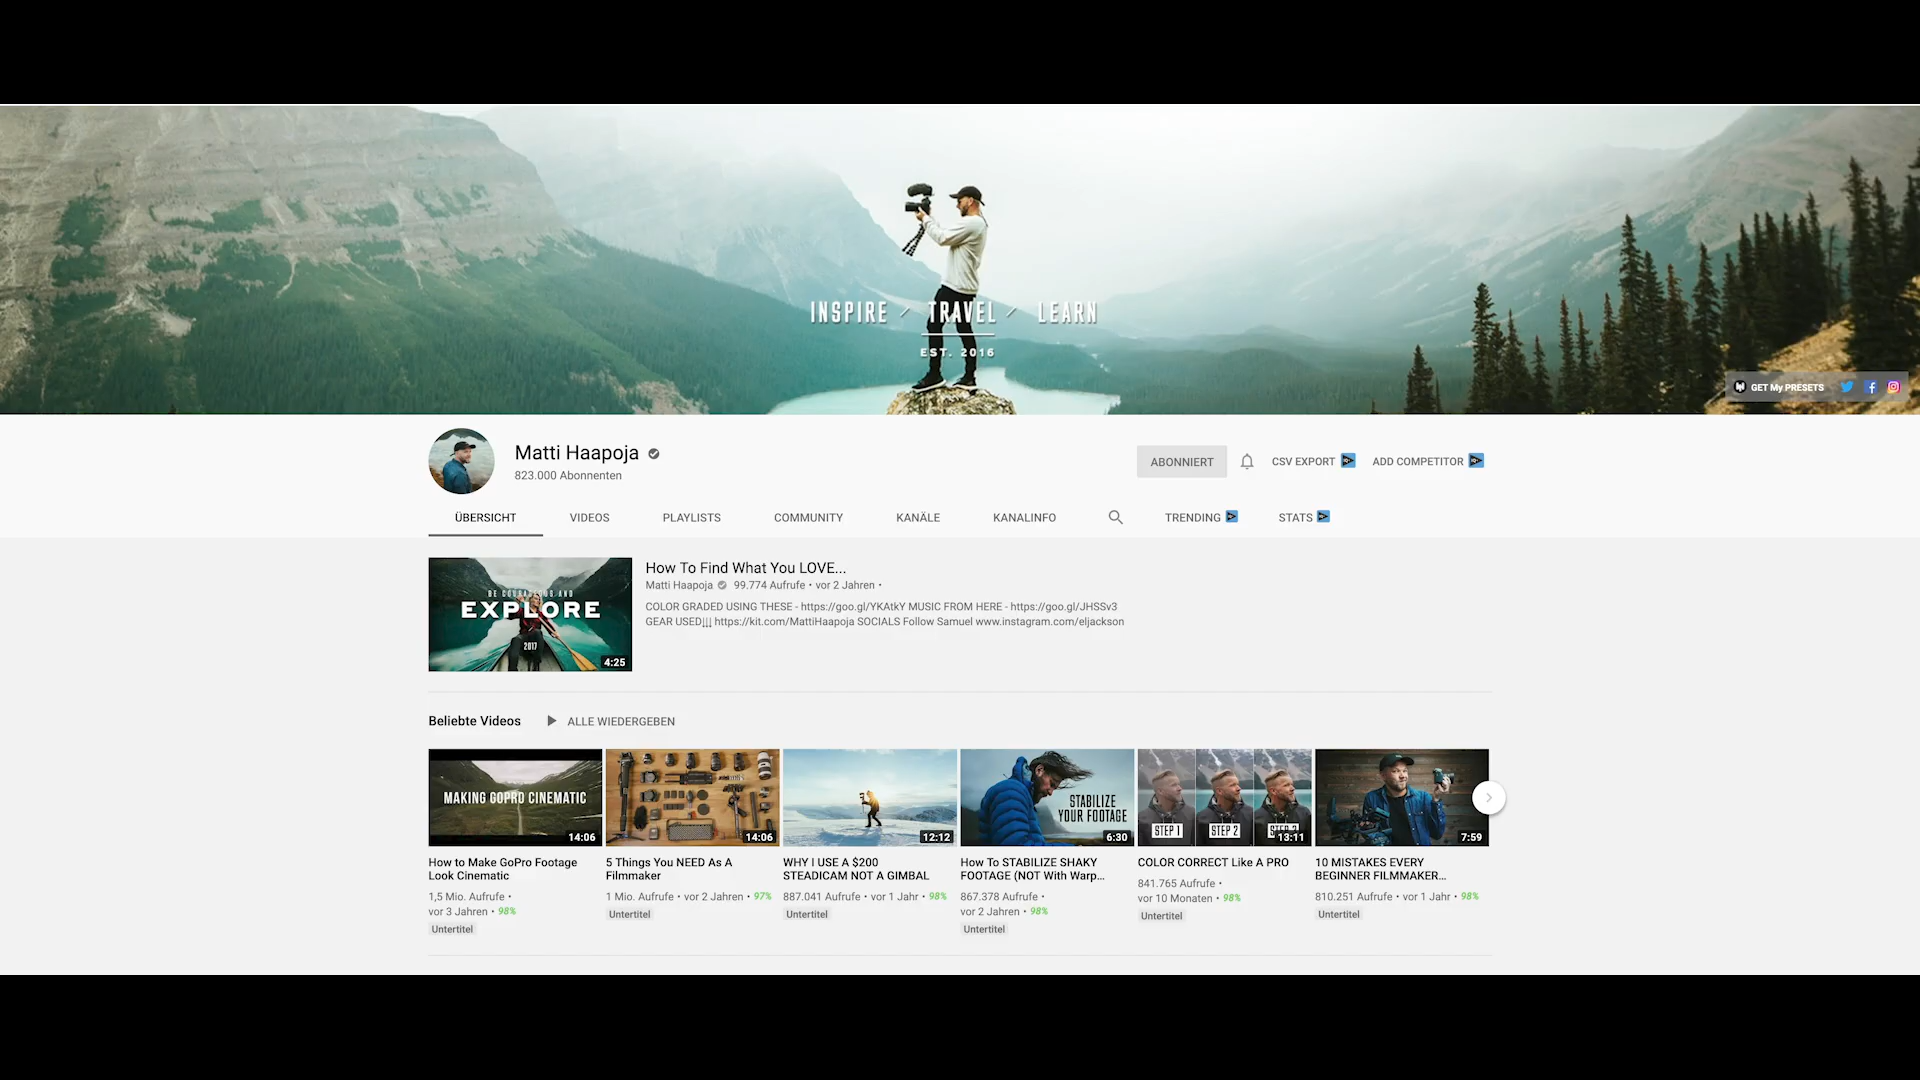 INSPIRE / TRAVEL / LEARN
EST. 2016
GET My PRESETS
Matti Haapoja
823.000 Abonnenten
ABONNIERT
CSV EXPORT
ADD COMPETITOR
ÜBERSICHT VIDEOS PLAYLISTS COMMUNITY KANÄLE KANALINFO TRENDING STATS
BE COURAGEOUS AND
EXPLORE
2017
4:25
How To Find What You LOVE...
Matti Haapoja 99.774 Aufrufe • vor 2 Jahren •
COLOR GRADED USING THESE - https://goo.gl/YKAtkY MUSIC FROM HERE - https://goo.gl/JHSSv3
GEAR USED↓↓↓ https://kit.com/MattiHaapoja SOCIALS Follow Samuel www.instagram.com/eljackson
Beliebte Videos
ALLE WIEDERGEBEN
MAKING GOPRO CINEMATIC
14:06
How to Make GoPro Footage
Look Cinematic
1,5 Mio. Aufrufe •
vor 3 Jahren • 98%
Untertitel
14:06
5 Things You NEED As A
Filmmaker
1 Mio. Aufrufe • vor 2 Jahren • 97%
Untertitel
12:12
WHY I USE A $200
STEADICAM NOT A GIMBAL
887.041 Aufrufe • vor 1 Jahr • 98%
Untertitel
STABILIZE
YOUR FOOTAGE
6:30
How To STABILIZE SHAKY
FOOTAGE (NOT With Warp...
867.378 Aufrufe •
vor 2 Jahren • 98%
Untertitel
STEP 1 STEP 2 STEP 3
13:11
COLOR CORRECT Like A PRO
841.765 Aufrufe •
vor 10 Monaten • 98%
Untertitel
7:59
10 MISTAKES EVERY
BEGINNER FILMMAKER...
810.251 Aufrufe • vor 1 Jahr • 98%
Untertitel